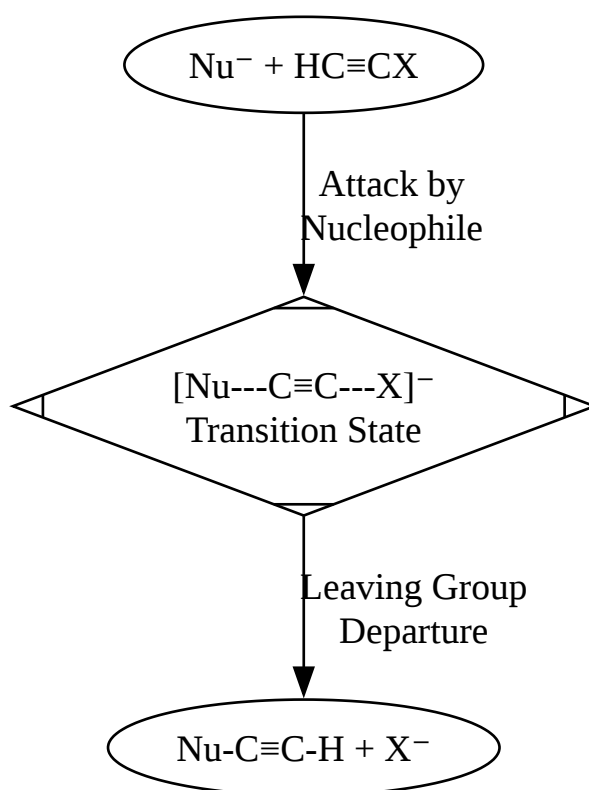 Nu⁻ + HC≡CX
Attack by
Nucleophile
[Nu---C≡C---X]⁻
Transition State
Leaving Group
Departure
Nu-C≡C-H + X⁻